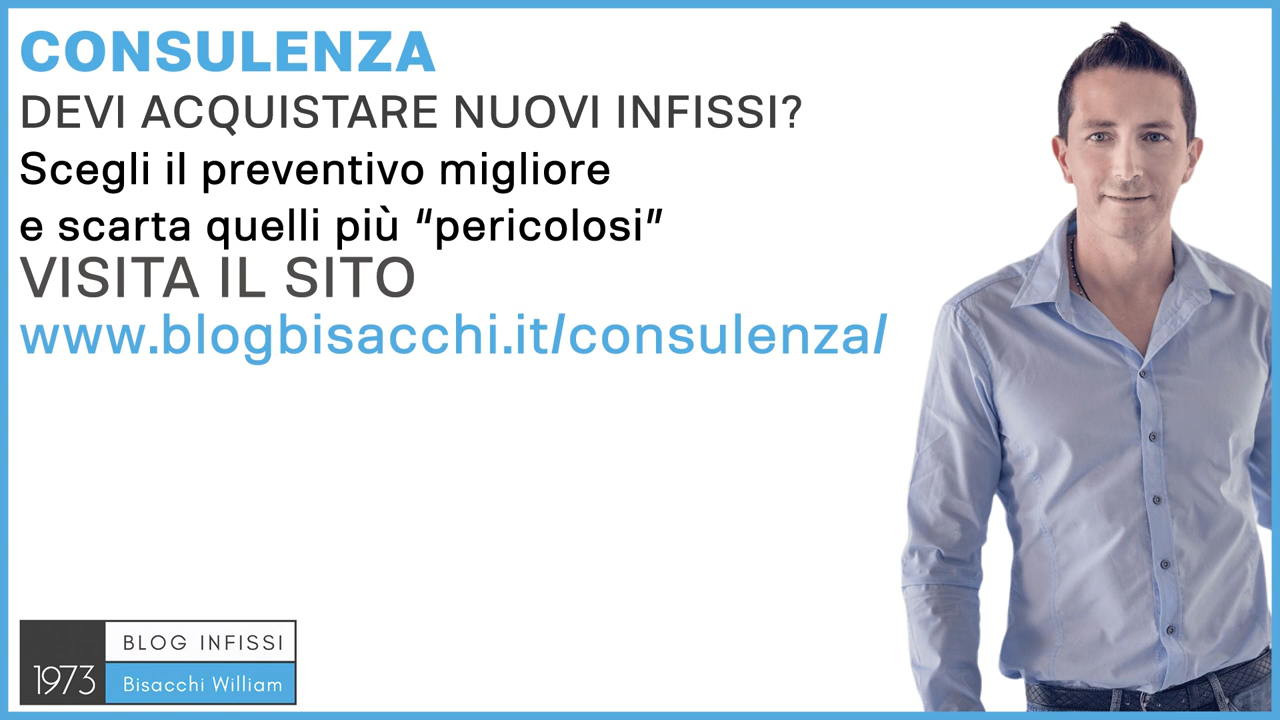 CONSULENZA
DEVI ACQUISTARE NUOVI INFISSI?
Scegli il preventivo migliore
e scarta quelli più “pericolosi”
VISITA IL SITO
www.blogbisacchi.it/consulenza/
1973
BLOG INFISSI
Bisacchi William